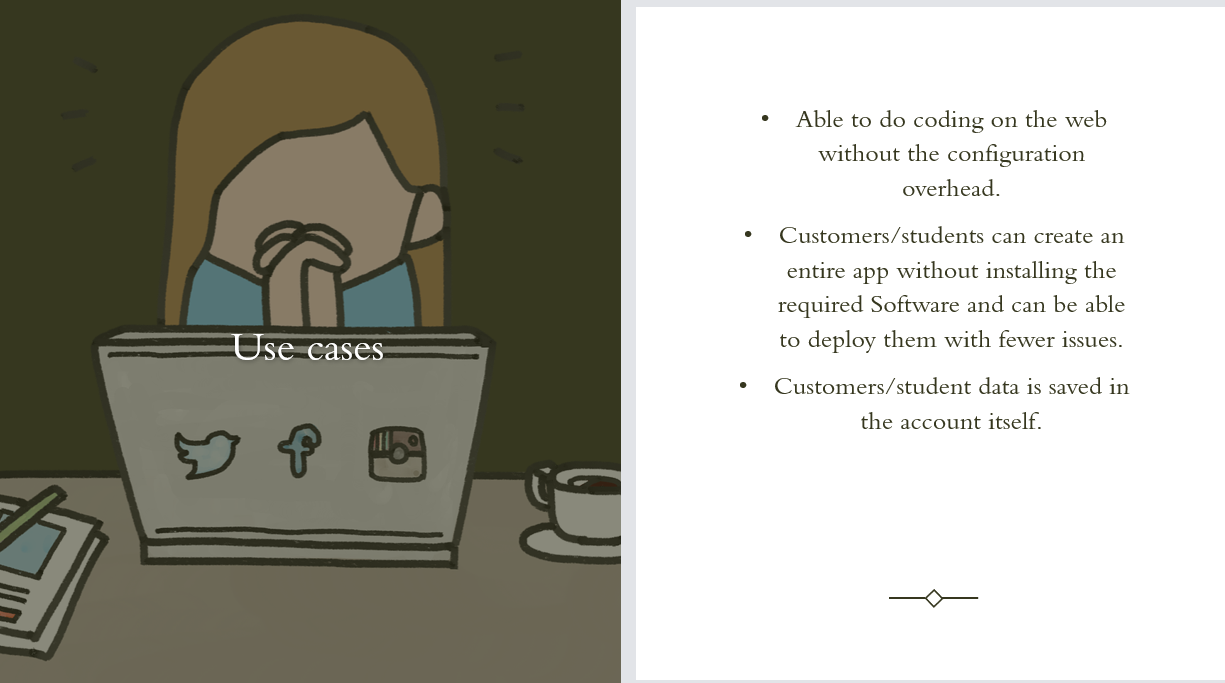 Use cases
• Able to do coding on the web
without the configuration
overhead.
• Customers/students can create an
entire app without installing the
required Software and can be able
to deploy them with fewer issues.
• Customers/student data is saved in
the account itself.